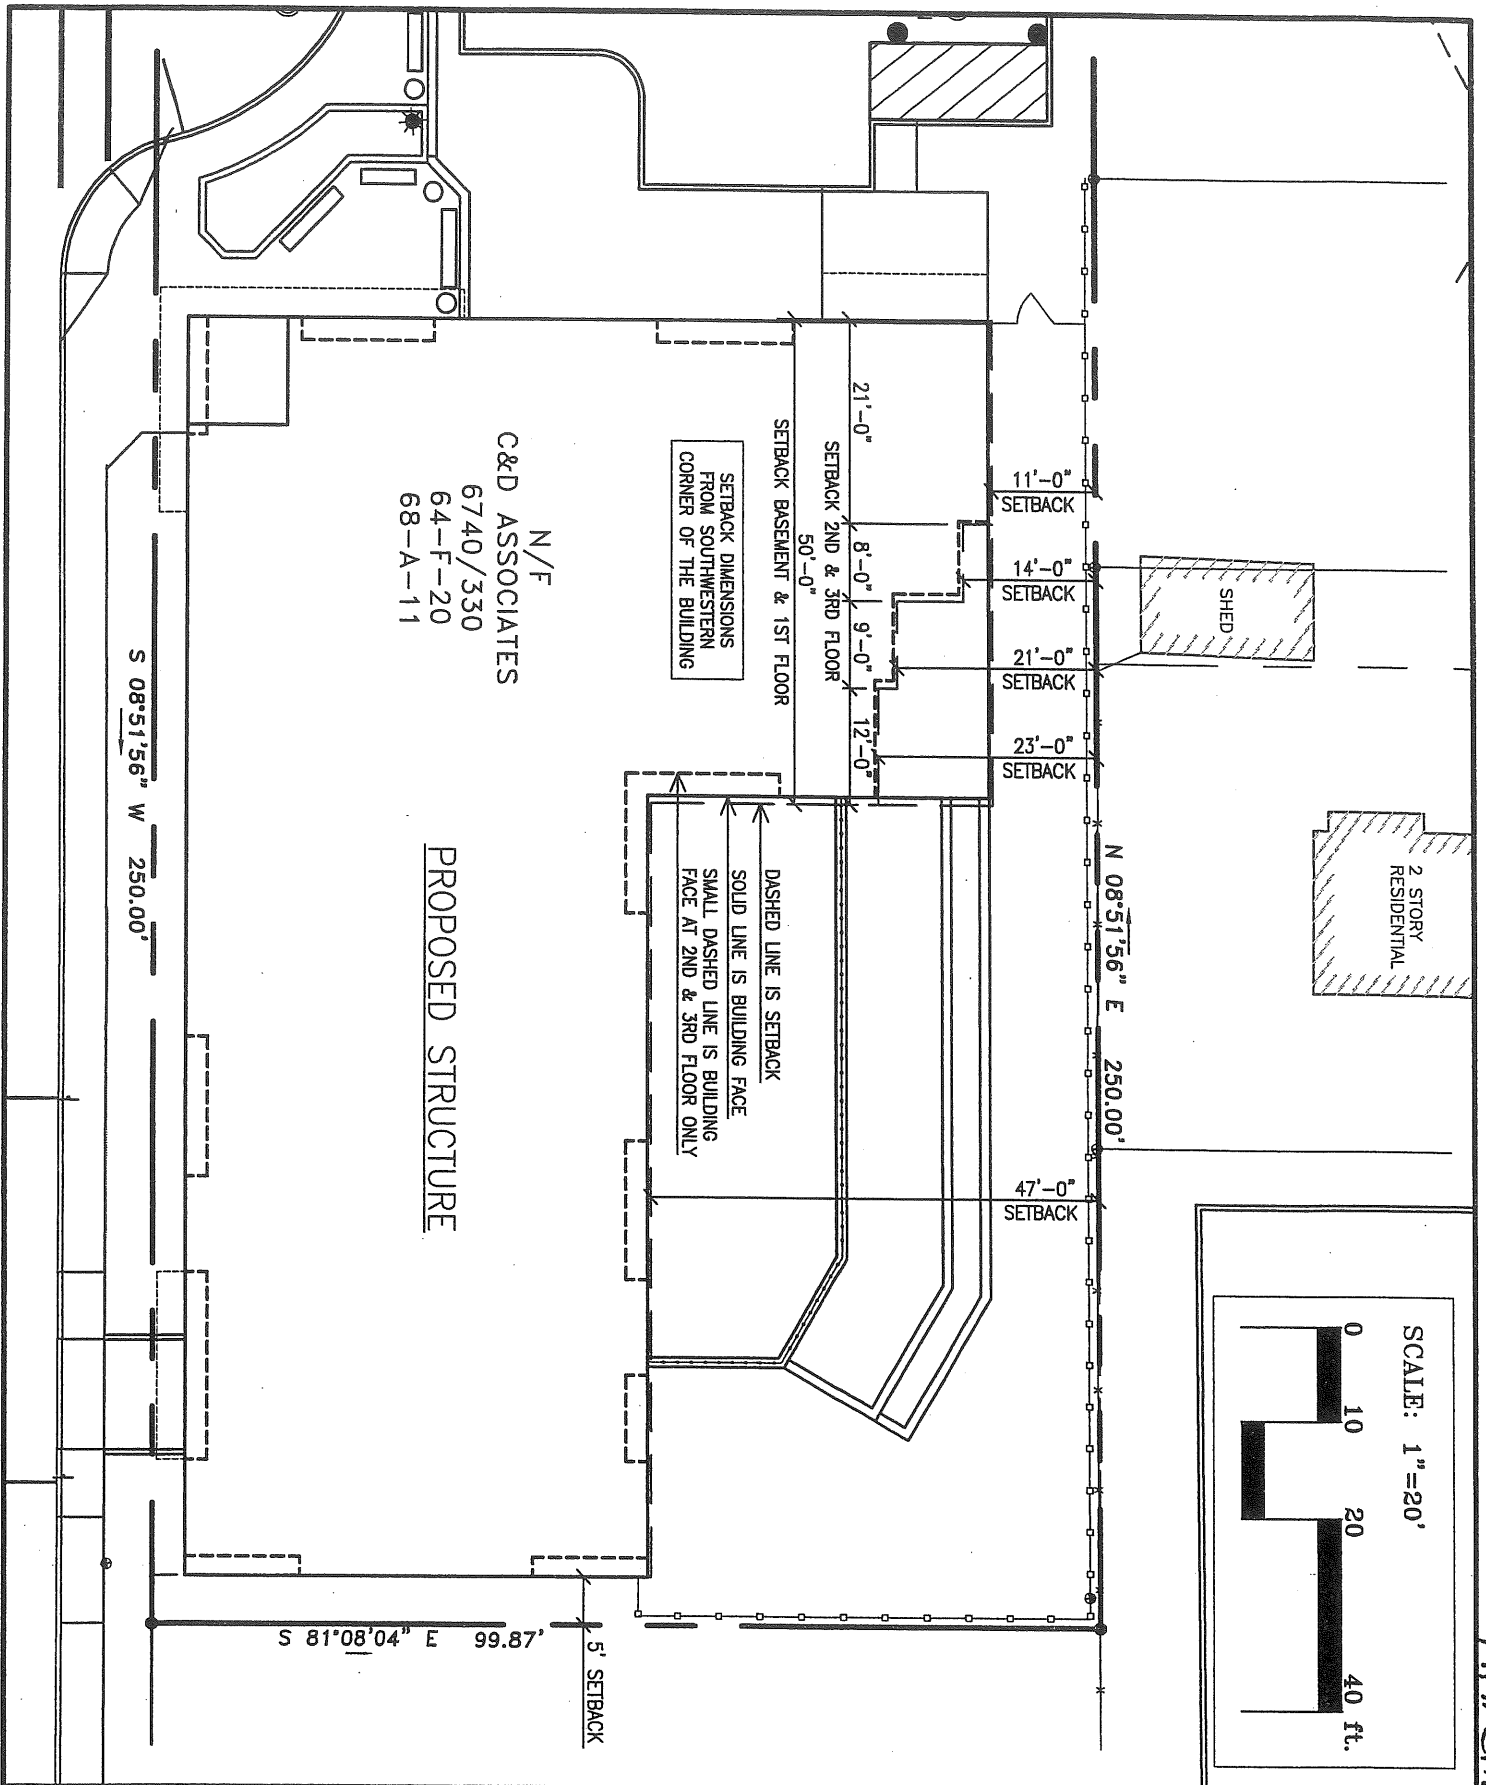 SCALE: 1"=20'
0 10 20 40 ft.
SHED
2 STORY
RESIDENTIAL
N 08°51'56" E 250.00'
11'-0"
SETBACK
14'-0"
SETBACK
21'-0"
SETBACK
23'-0"
SETBACK
47'-0"
SETBACK
21'-0" 8'-0" 9'-0" 12'-0"
SETBACK 2ND & 3RD FLOOR
50'-0"
SETBACK BASEMENT & 1ST FLOOR
SETBACK DIMENSIONS
FROM SOUTHWESTERN
CORNER OF THE BUILDING
DASHED LINE IS SETBACK
SOLID LINE IS BUILDING FACE
SMALL DASHED LINE IS BUILDING
FACE AT 2ND & 3RD FLOOR ONLY
N/F
C&D ASSOCIATES
6740/330
64-F-20
68-A-11
PROPOSED STRUCTURE
S 08°51'56" W 250.00'
S 81°08'04" E 99.87'
5' SETBACK